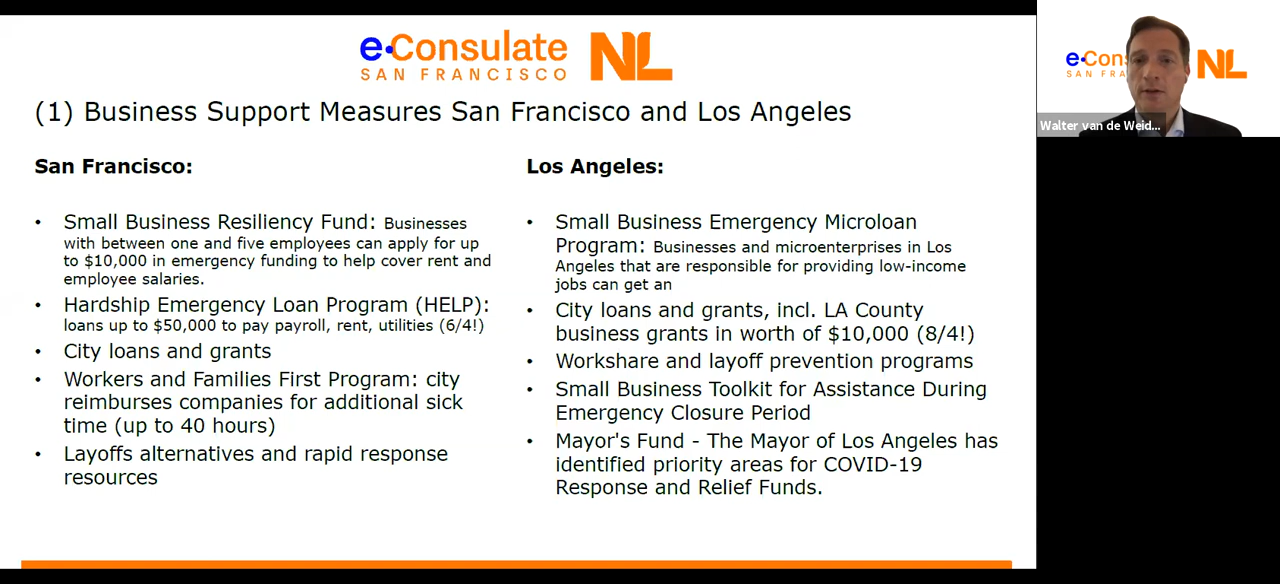 e·Consulate NL
SAN FRANCISCO
(1) Business Support Measures San Francisco and Los Angeles
San Francisco:
• Small Business Resiliency Fund: Businesses
with between one and five employees can apply for up
to $10,000 in emergency funding to help cover rent and
employee salaries.
• Hardship Emergency Loan Program (HELP):
loans up to $50,000 to pay payroll, rent, utilities (6/4!)
• City loans and grants
• Workers and Families First Program: city
reimburses companies for additional sick
time (up to 40 hours)
• Layoffs alternatives and rapid response
resources
Los Angeles:
• Small Business Emergency Microloan
Program: Businesses and microenterprises in Los
Angeles that are responsible for providing low-income
jobs can get an
• City loans and grants, incl. LA County
business grants in worth of $10,000 (8/4!)
• Workshare and layoff prevention programs
• Small Business Toolkit for Assistance During
Emergency Closure Period
• Mayor's Fund - The Mayor of Los Angeles has
identified priority areas for COVID-19
Response and Relief Funds.
e·Con NL
SAN FRA
Walter van de Weid...